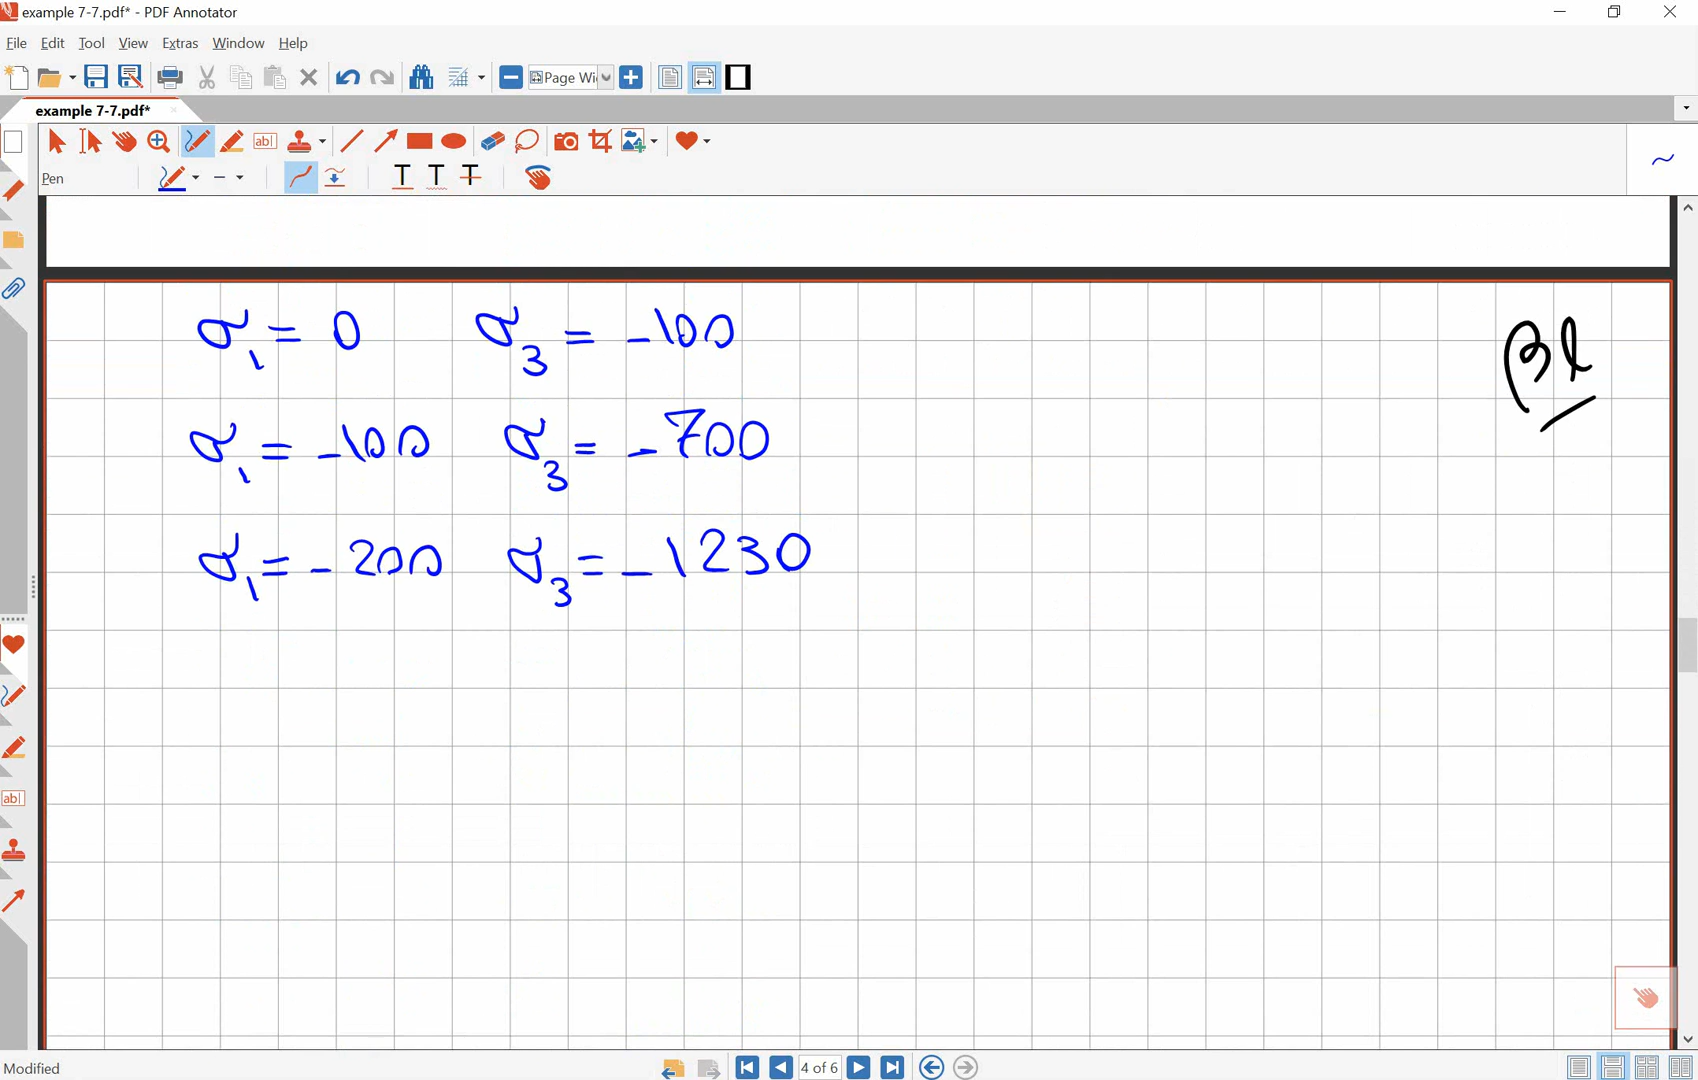 example 7-7.pdf* - PDF Annotator
File Edit Tool View Extras Window Help
Page Wi
example 7-7.pdf*
Pen
σ₁ = 0 σ₃ = -100
σ₁ = -100 σ₃ = -700
σ₁ = -200 σ₃ = -1230
Modified
4 of 6